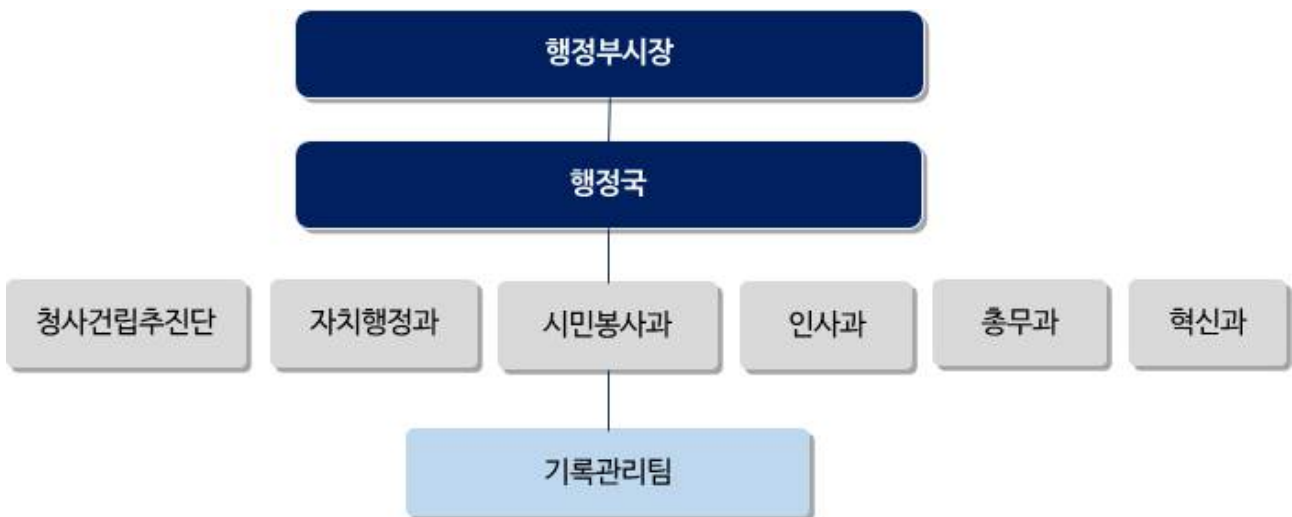 행정부시장
행정국
청사건립추진단
자치행정과
시민봉사과
인사과
총무과
혁신과
기록관리팀